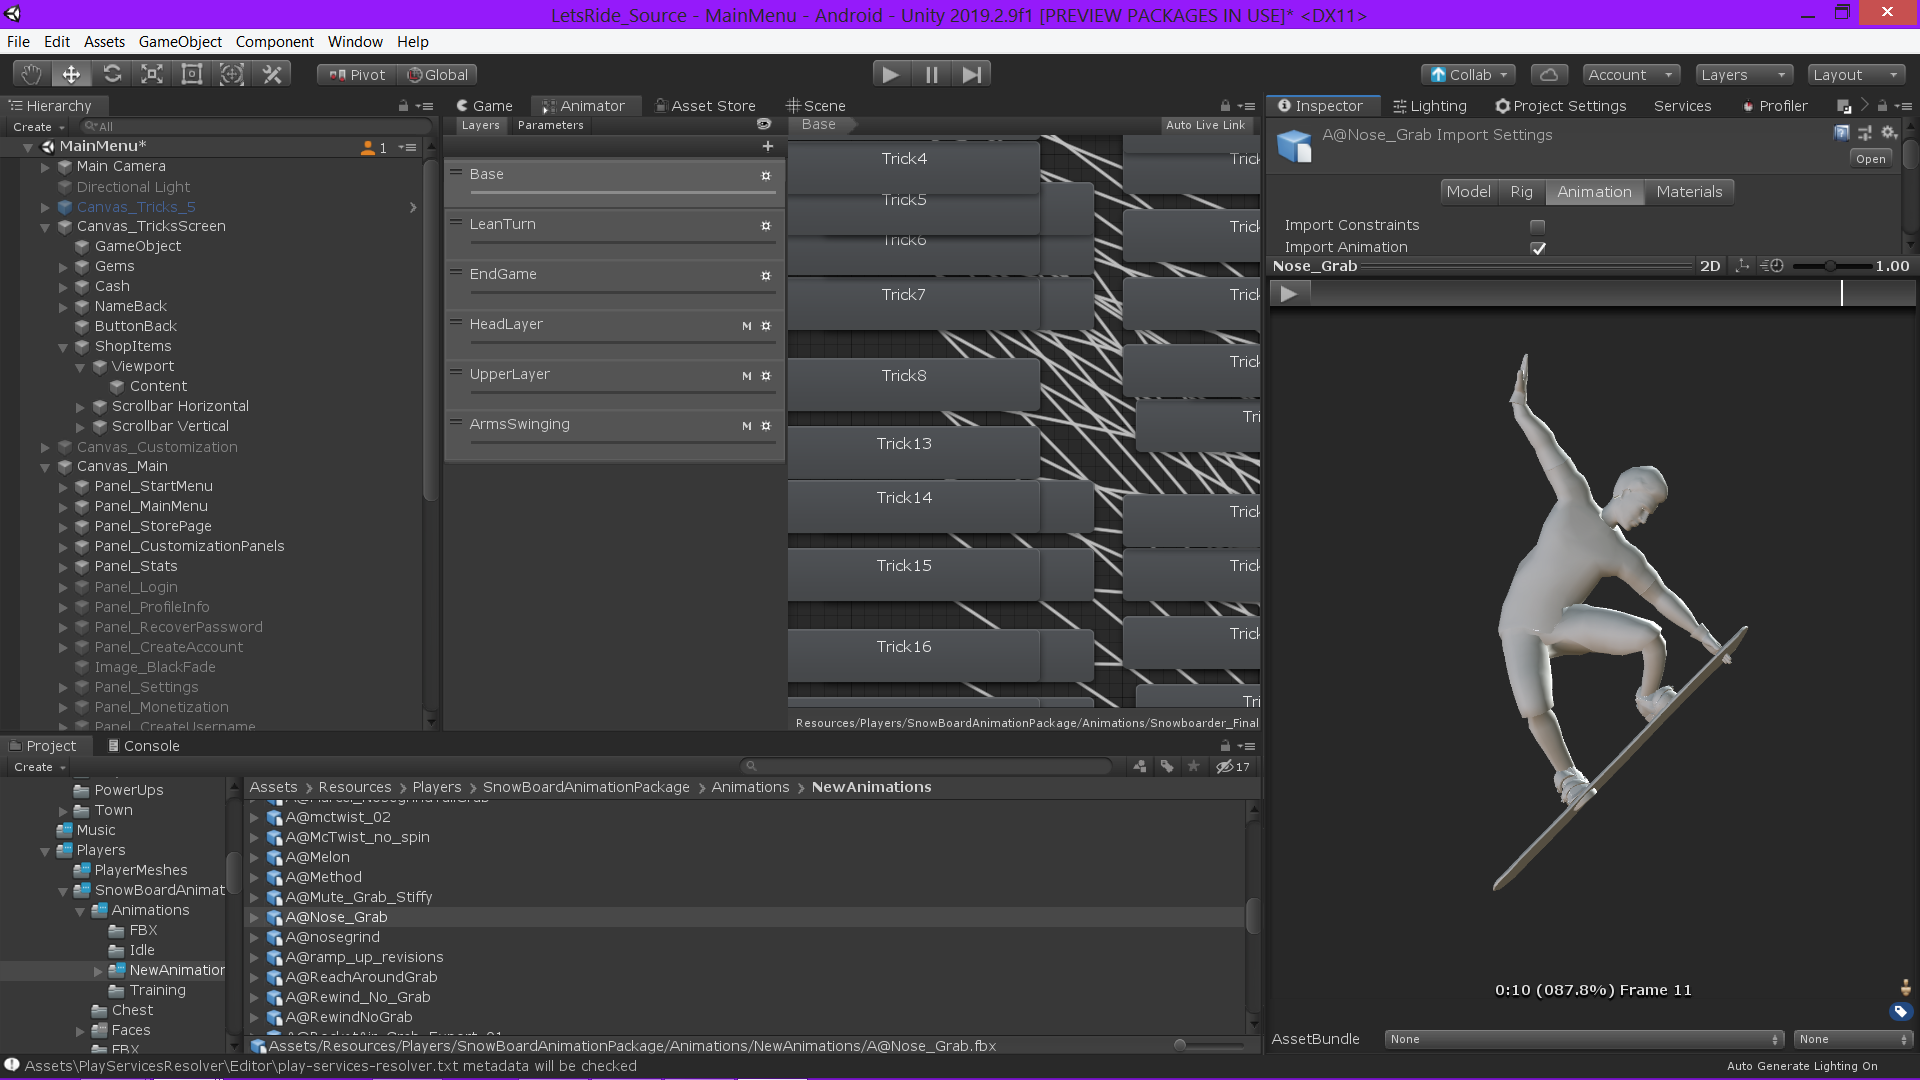 LetsRide_Source - MainMenu - Android - Unity 2019.2.9f1 [PREVIEW PACKAGES IN USE]* <DX11>
File Edit Assets GameObject Component Window Help
Pivot Global Collab Account Layers Layout
Hierarchy
Create All
MainMenu* 1
Main Camera
Directional Light
Canvas_Tricks_5
Canvas_TricksScreen
GameObject
Gems
Cash
NameBack
ButtonBack
ShopItems
Viewport
Content
Scrollbar Horizontal
Scrollbar Vertical
Canvas_Customization
Canvas_Main
Panel_StartMenu
Panel_MainMenu
Panel_StorePage
Panel_CustomizationPanels
Panel_Stats
Panel_Login
Panel_ProfileInfo
Panel_RecoverPassword
Panel_CreateAccount
Image_BlackFade
Panel_Settings
Panel_Monetization
Panel_CreateUsername
Game Animator Asset Store Scene
Layers Parameters Base Auto Live Link
Base
LeanTurn
EndGame
HeadLayer M
UpperLayer M
ArmsSwinging M
Trick4
Trick5
Trick6
Trick7
Trick8
Trick13
Trick14
Trick15
Trick16
Resources/Players/SnowBoardAnimationPackage/Animations/Snowboarder_Final
Inspector Lighting Project Settings Services Profiler
A@Nose_Grab Import Settings
Open
Model Rig Animation Materials
Import Constraints
Import Animation
Nose_Grab 2D 1.00
0:10 (087.8%) Frame 11
AssetBundle None None
Project Console
Create 17
PowerUps
Town
Music
Players
PlayerMeshes
SnowBoardAnimat
Animations
FBX
Idle
NewAnimation
Training
Chest
Faces
FBX
Assets > Resources > Players > SnowBoardAnimationPackage > Animations > NewAnimations
A@mctwist_02
A@McTwist_no_spin
A@Melon
A@Method
A@Mute_Grab_Stiffy
A@Nose_Grab
A@nosegrind
A@ramp_up_revisions
A@ReachAroundGrab
A@Rewind_No_Grab
A@RewindNoGrab
Assets/Resources/Players/SnowBoardAnimationPackage/Animations/NewAnimations/A@Nose_Grab.fbx
Assets\PlayServicesResolver\Editor\play-services-resolver.txt metadata will be checked
Auto Generate Lighting On